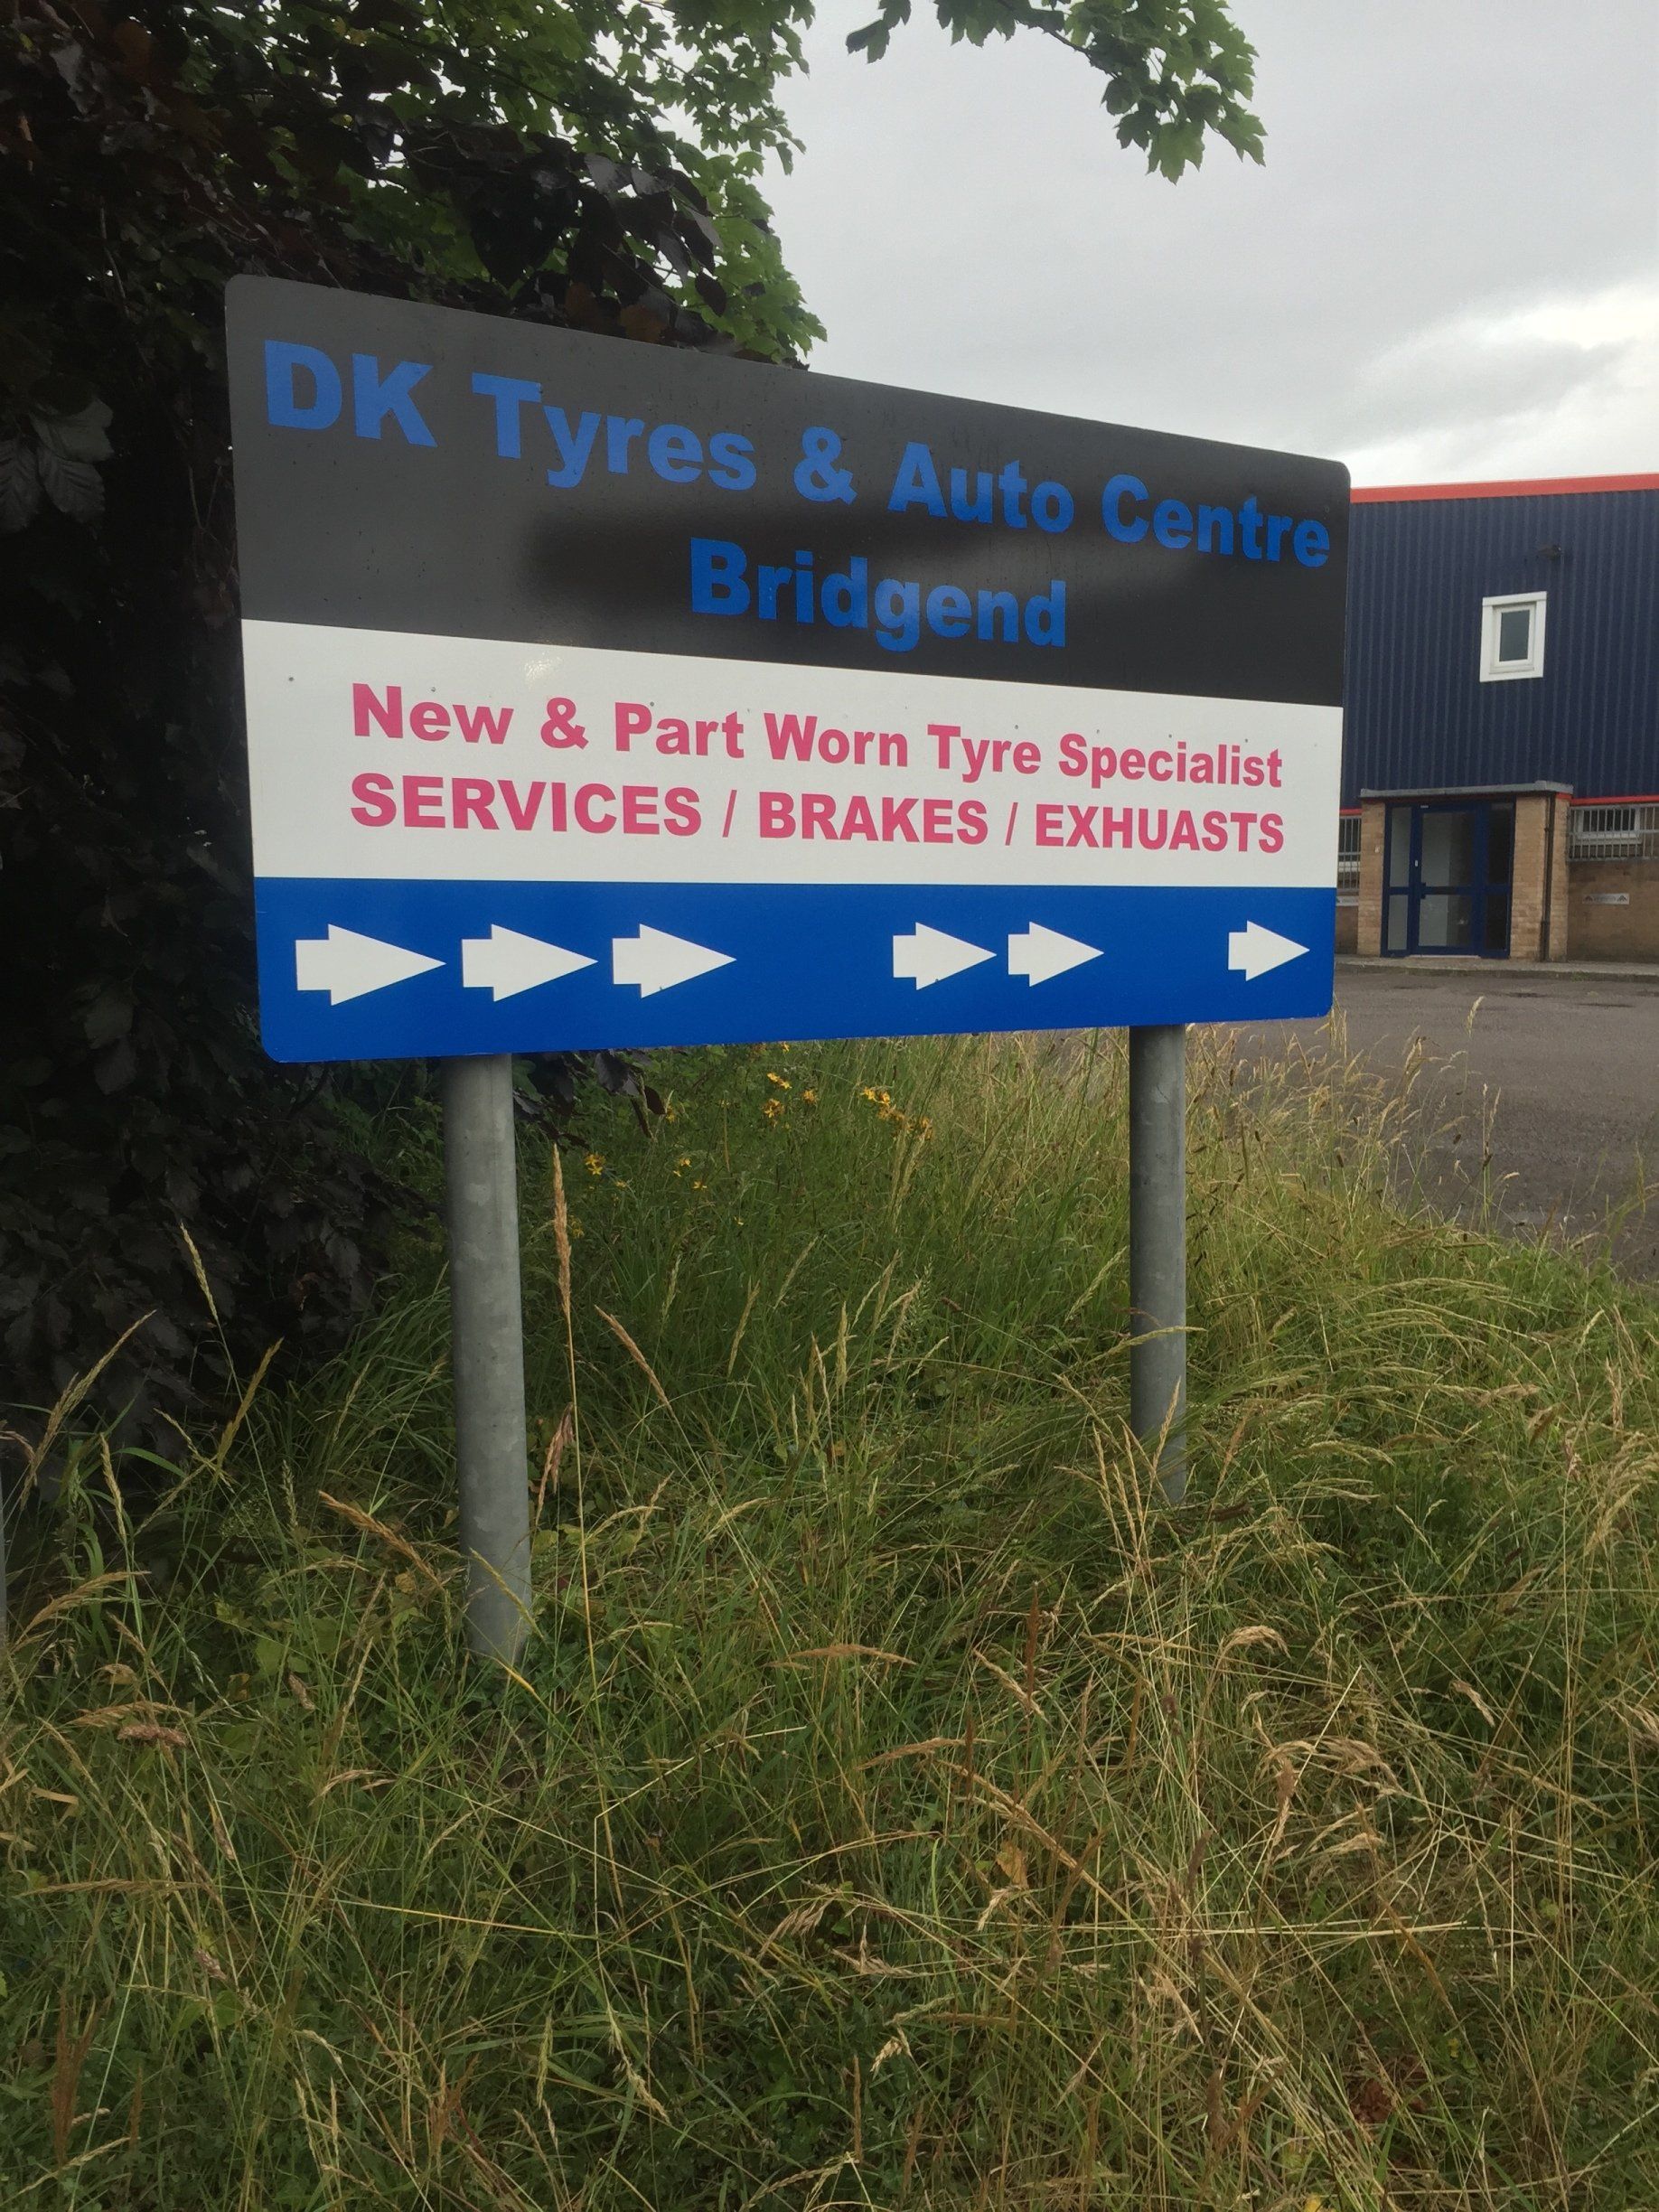 DK Tyres & Auto Centre
Bridgend
New & Part Worn Tyre Specialist
SERVICES / BRAKES / EXHUASTS